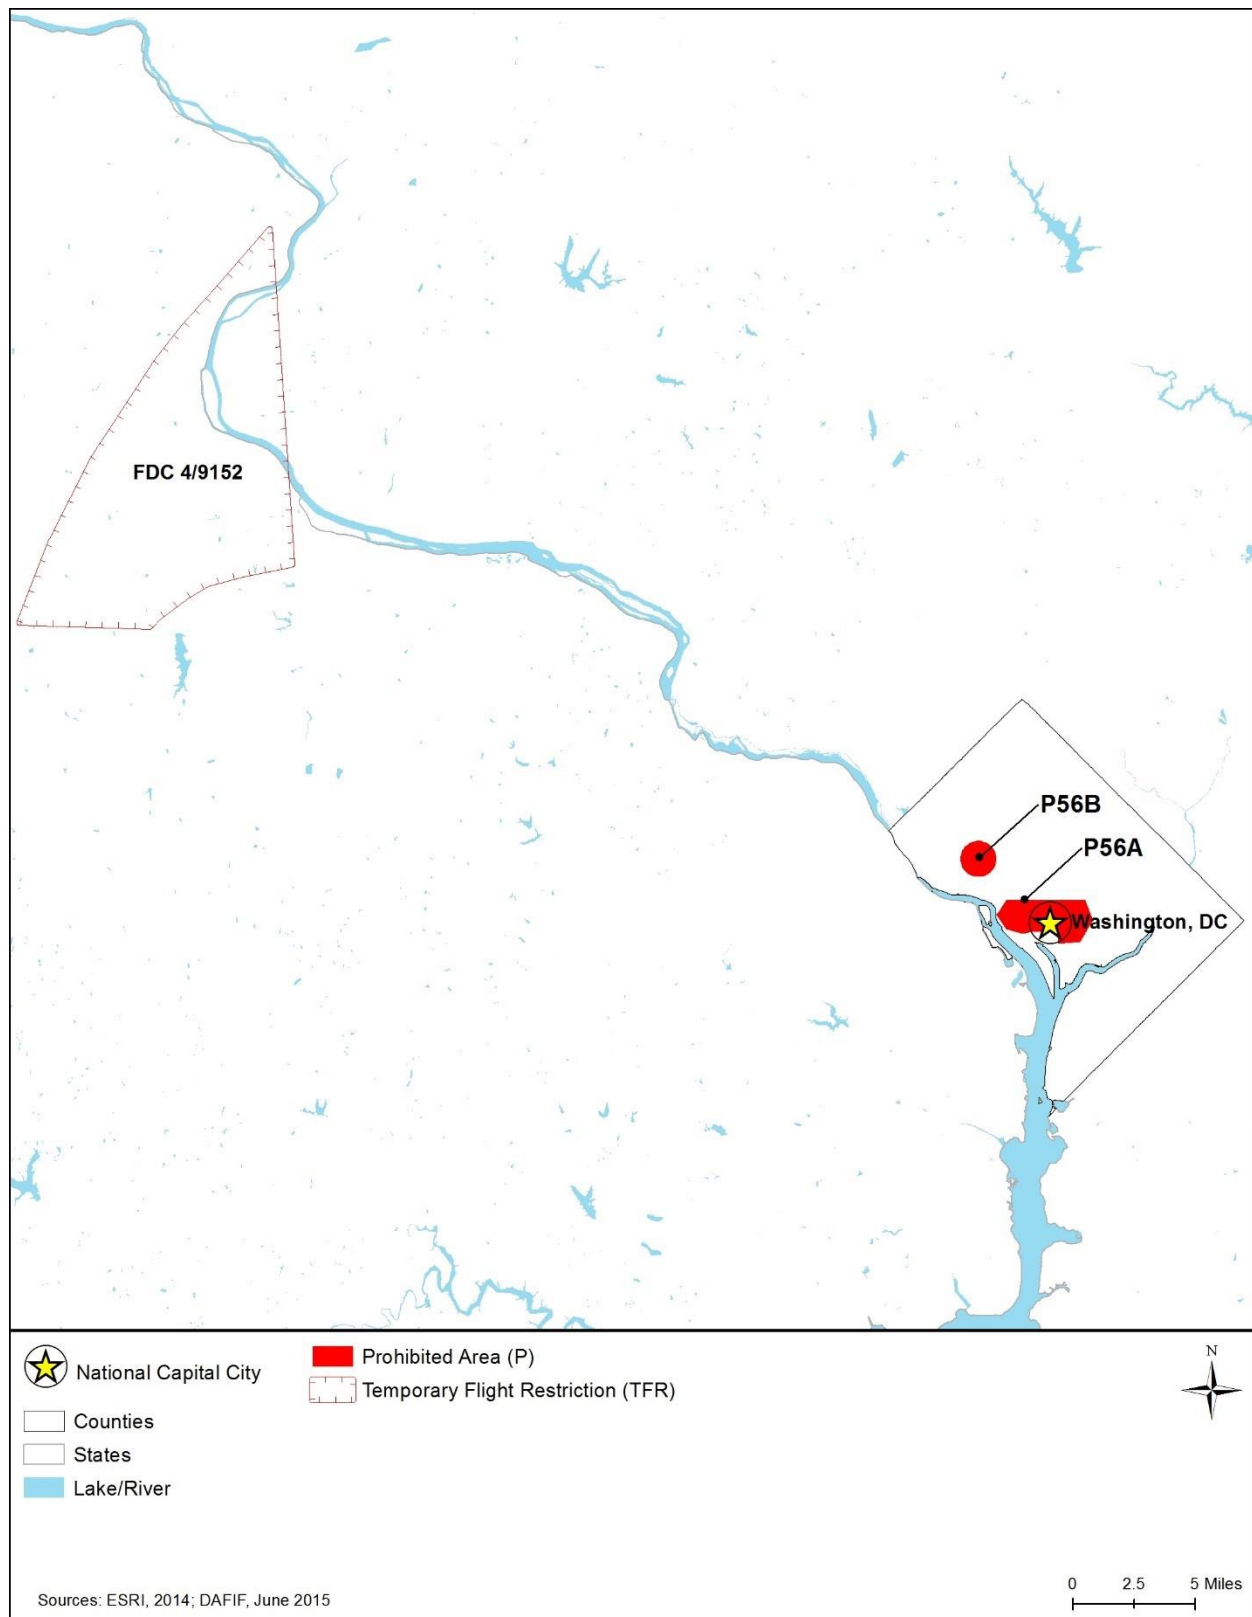 FDC 4/9152
P56B
P56A
Washington, DC
National Capital City
Counties
States
Lake/River
Prohibited Area (P)
Temporary Flight Restriction (TFR)
N
Sources: ESRI, 2014; DAFIF, June 2015
0 2.5 5 Miles